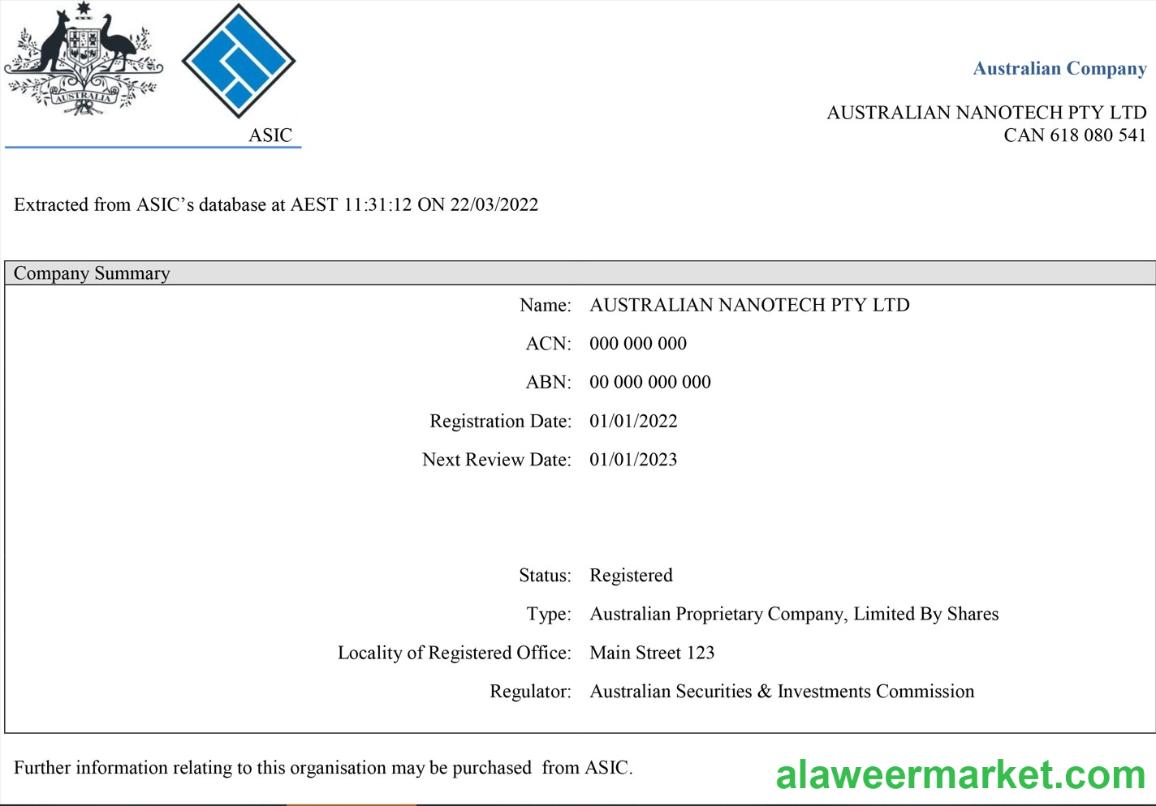 AUSTRALIA
ASIC
Australian Company
AUSTRALIAN NANOTECH PTY LTD
CAN 618 080 541
Extracted from ASIC’s database at AEST 11:31:12 ON 22/03/2022
Company Summary
Name: AUSTRALIAN NANOTECH PTY LTD
ACN: 000 000 000
ABN: 00 000 000 000
Registration Date: 01/01/2022
Next Review Date: 01/01/2023
Status: Registered
Type: Australian Proprietary Company, Limited By Shares
Locality of Registered Office: Main Street 123
Regulator: Australian Securities & Investments Commission
Further information relating to this organisation may be purchased from ASIC.
alaweermarket.com